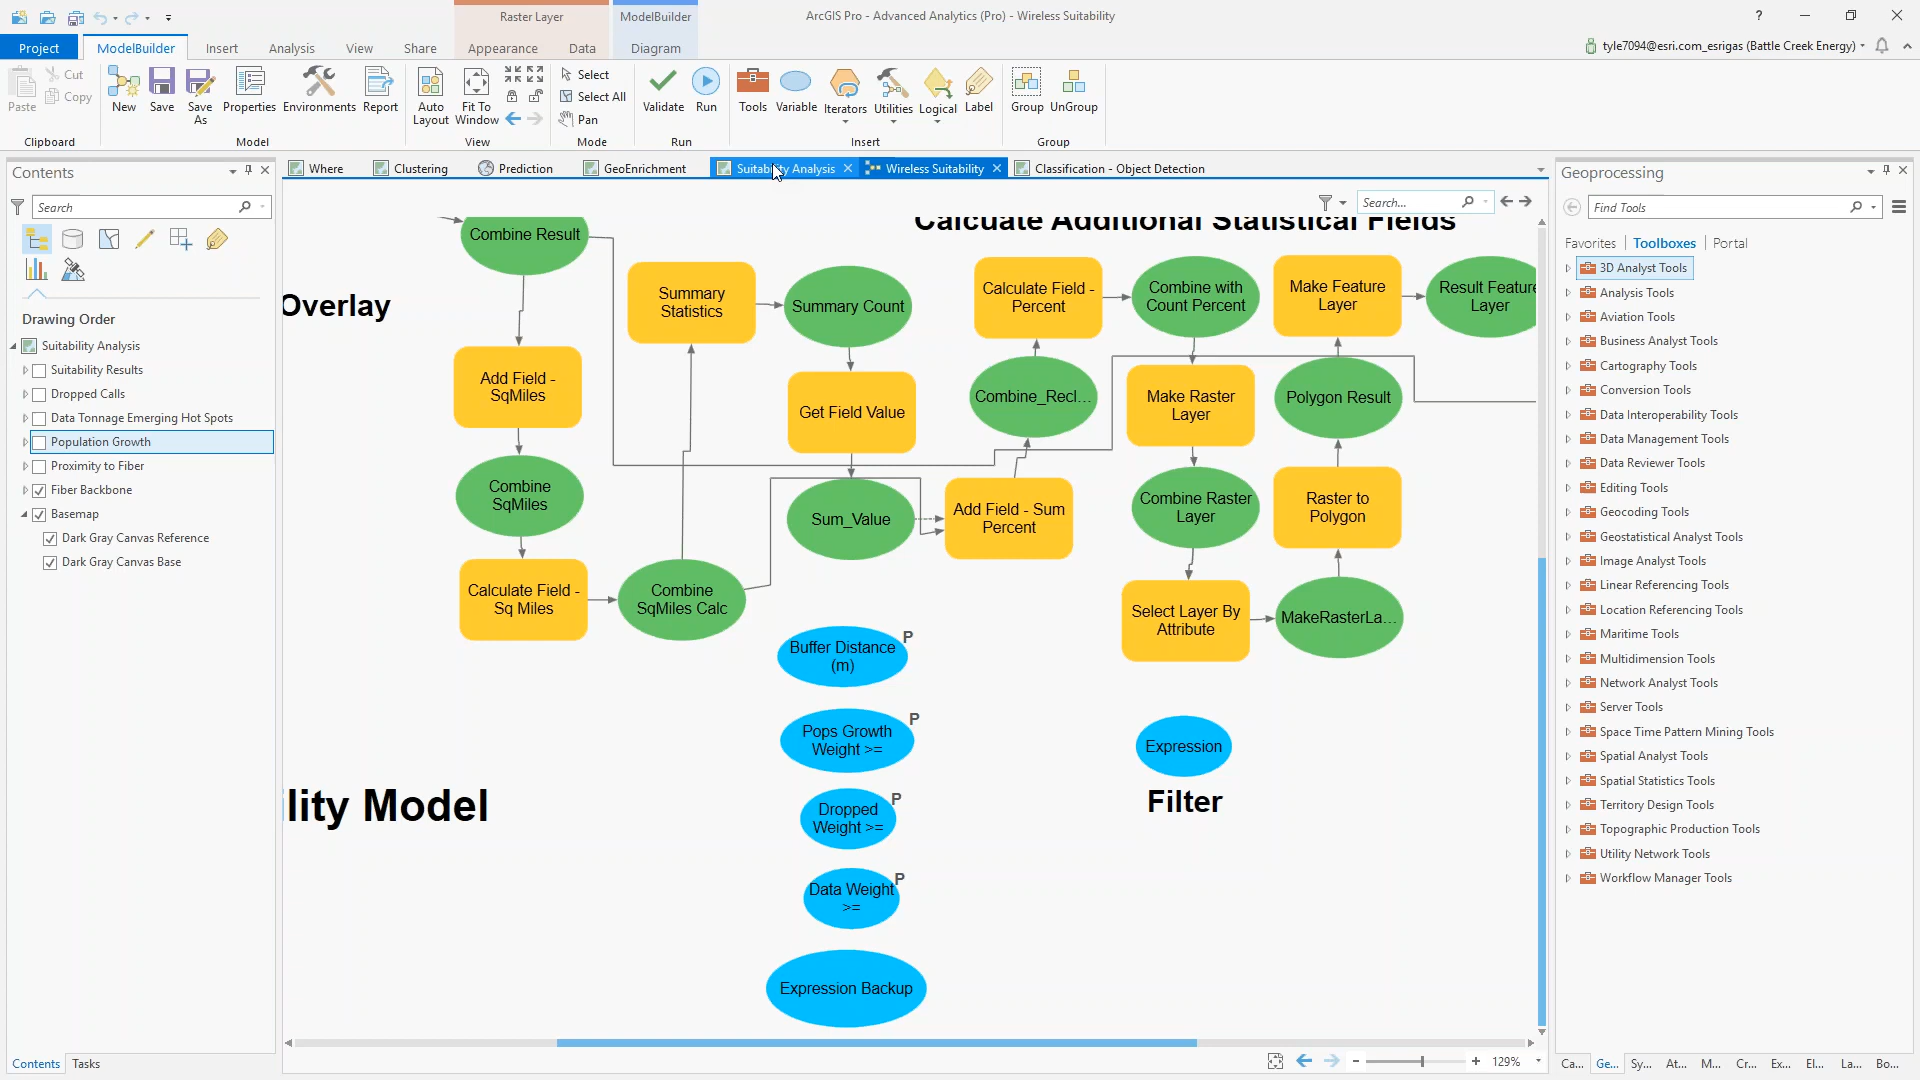 Raster Layer
ModelBuilder
ArcGIS Pro - Advanced Analytics (Pro) - Wireless Suitability
?
Project
ModelBuilder
Insert
Analysis
View
Share
Appearance
Data
Diagram
tyle7094@esri.com_esrigas (Battle Creek Energy)
Paste
Cut
Copy
Clipboard
New
Save
Save As
Properties
Environments
Report
Model
Auto Layout
Fit To Window
View
Select
Select All
Pan
Mode
Validate
Run
Run
Tools
Variable
Iterators
Utilities
Logical
Label
Insert
Group
UnGroup
Group
Contents
Search
Drawing Order
Suitability Analysis
Suitability Results
Dropped Calls
Data Tonnage Emerging Hot Spots
Population Growth
Proximity to Fiber
Fiber Backbone
Basemap
Dark Gray Canvas Reference
Dark Gray Canvas Base
Contents
Tasks
Where
Clustering
Prediction
GeoEnrichment
Suitability Analysis
Wireless Suitability
Classification - Object Detection
Search...
Calcuate Additional Statistical Fields
Combine Result
Overlay
Summary
Statistics
Summary Count
Calculate Field -
Percent
Combine with
Count Percent
Make Feature
Layer
Result Feature
Layer
Add Field -
SqMiles
Get Field Value
Combine_Recl...
Make Raster
Layer
Polygon Result
Combine
SqMiles
Sum_Value
Add Field - Sum
Percent
Combine Raster
Layer
Raster to
Polygon
Calculate Field -
Sq Miles
Combine
SqMiles Calc
Select Layer By
Attribute
MakeRasterLa...
Buffer Distance
(m)
P
Pops Growth
Weight >=
P
Expression
Filter
Dropped
Weight >=
P
lity Model
Data Weight
>=
P
Expression Backup
129%
Geoprocessing
Find Tools
Favorites
Toolboxes
Portal
3D Analyst Tools
Analysis Tools
Aviation Tools
Business Analyst Tools
Cartography Tools
Conversion Tools
Data Interoperability Tools
Data Management Tools
Data Reviewer Tools
Editing Tools
Geocoding Tools
Geostatistical Analyst Tools
Image Analyst Tools
Linear Referencing Tools
Location Referencing Tools
Maritime Tools
Multidimension Tools
Network Analyst Tools
Server Tools
Space Time Pattern Mining Tools
Spatial Analyst Tools
Spatial Statistics Tools
Territory Design Tools
Topographic Production Tools
Utility Network Tools
Workflow Manager Tools
Ca...
Ge...
Sy...
At...
M...
Cr...
Ex...
El...
La...
Bo...